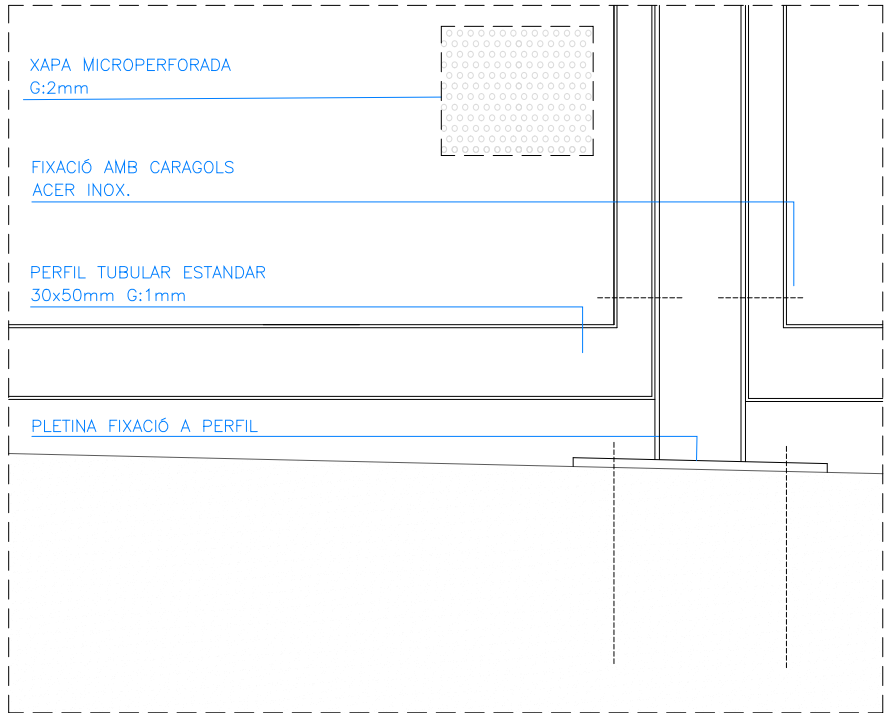 XAPA MICROPERFORADA
G:2mm
FIXACIÓ AMB CARAGOLS
ACER INOX.
PERFIL TUBULAR ESTANDAR
30x50mm G:1mm
PLETINA FIXACIÓ A PERFIL